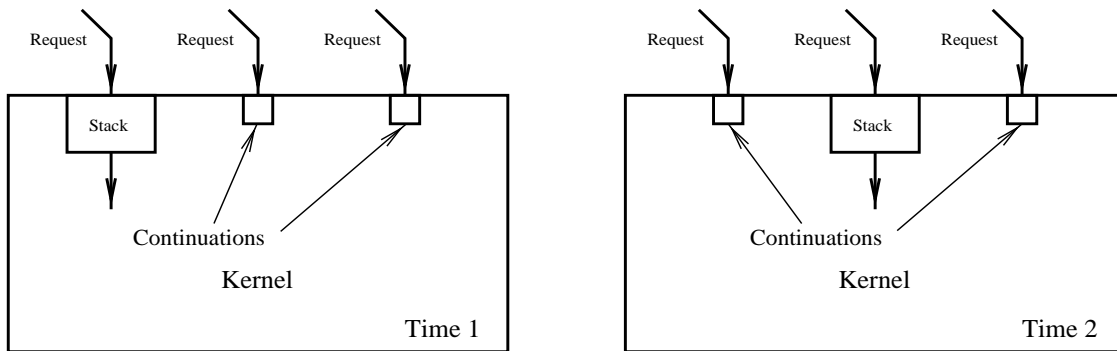 Request
Request
Request
Stack
Continuations
Kernel
Time 1
Request
Request
Request
Stack
Continuations
Kernel
Time 2